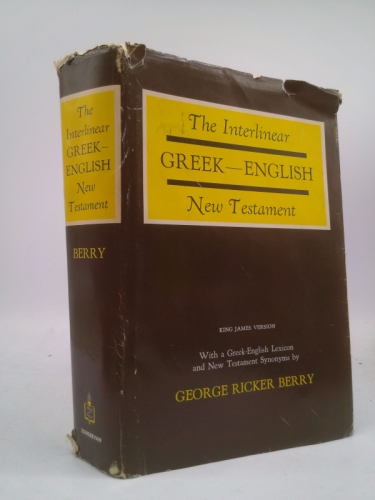 The
Interlinear
GREEK—
ENGLISH
New
Testament
BERRY
ZONDERVAN
The Interlinear
GREEK—ENGLISH
New Testament
KING JAMES VERSION
With a Greek-English Lexicon
and New Testament Synonyms by
GEORGE RICKER BERRY